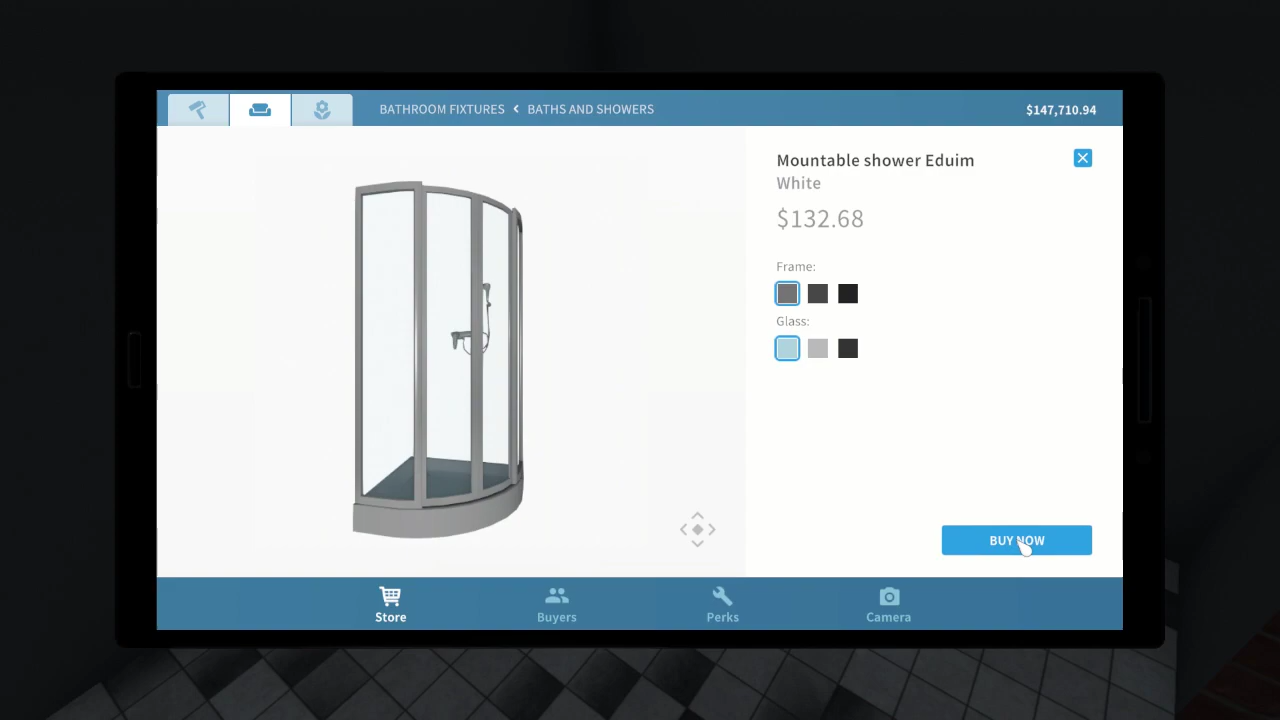 BATHROOM FIXTURES < BATHS AND SHOWERS
$147,710.94
Mountable shower Eduim
White
$132.68
Frame:
Glass:
BUY NOW
Store
Buyers
Perks
Camera